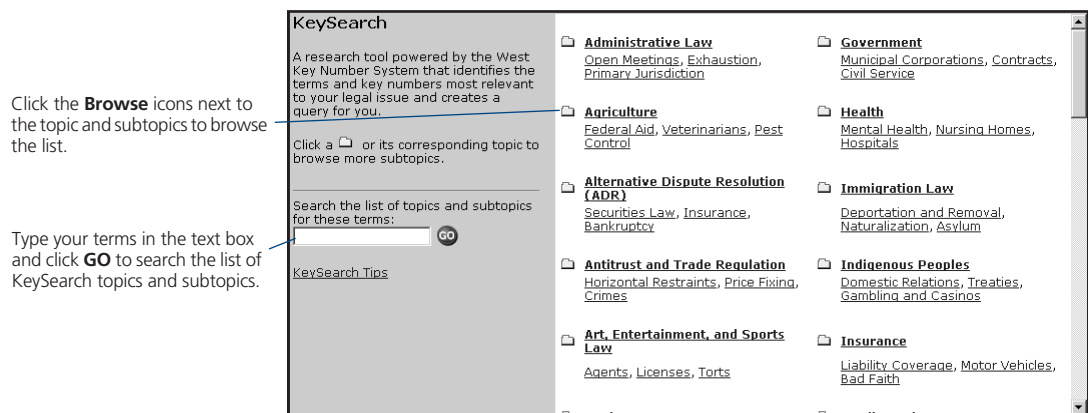 Click the Browse icons next to
the topic and subtopics to browse
the list.
Type your terms in the text box
and click GO to search the list of
KeySearch topics and subtopics.
KeySearch
A research tool powered by the West
Key Number System that identifies the
terms and key numbers most relevant
to your legal issue and creates a
query for you.
Click a or its corresponding topic to
browse more subtopics.
Search the list of topics and subtopics
for these terms:
GO
KeySearch Tips
Administrative Law
Open Meetings, Exhaustion,
Primary Jurisdiction
Agriculture
Federal Aid, Veterinarians, Pest
Control
Alternative Dispute Resolution
(ADR)
Securities Law, Insurance,
Bankruptcy
Antitrust and Trade Regulation
Horizontal Restraints, Price Fixing,
Crimes
Art, Entertainment, and Sports
Law
Agents, Licenses, Torts
Government
Municipal Corporations, Contracts,
Civil Service
Health
Mental Health, Nursing Homes,
Hospitals
Immigration Law
Deportation and Removal,
Naturalization, Asylum
Indigenous Peoples
Domestic Relations, Treaties,
Gambling and Casinos
Insurance
Liability Coverage, Motor Vehicles,
Bad Faith